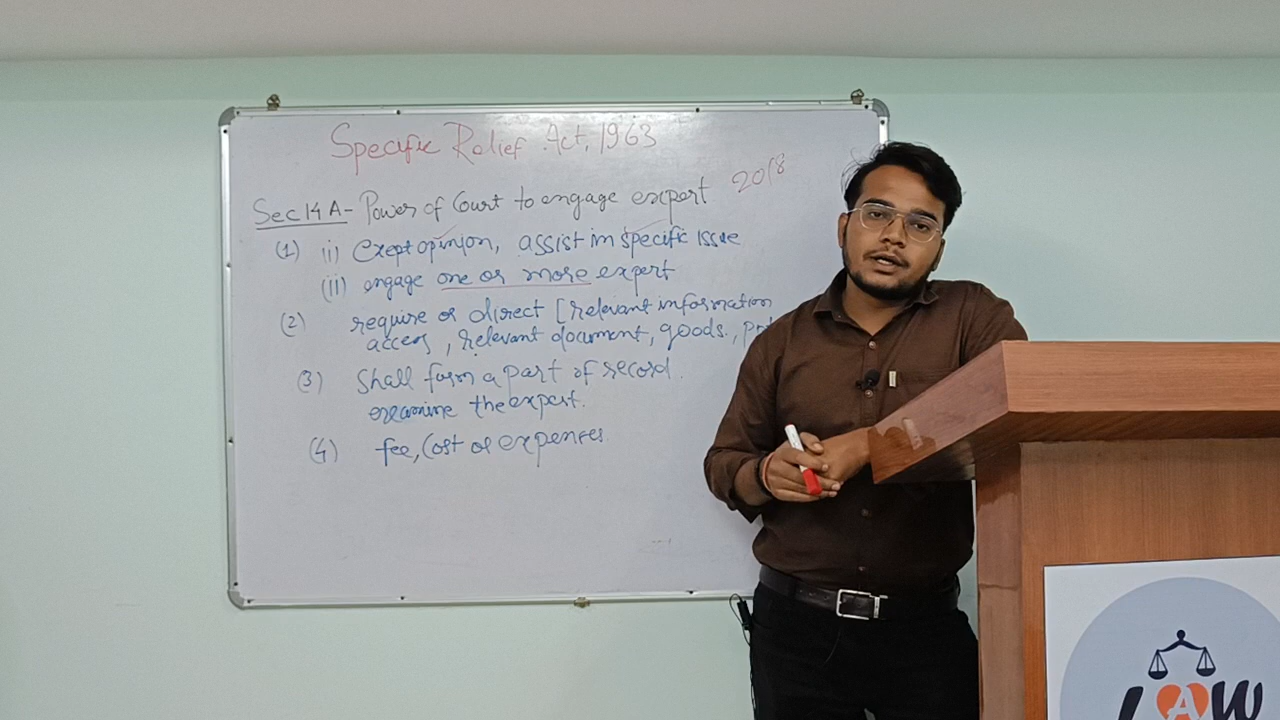 Specific Relief Act, 1963
2018
Sec 14 A - Power of Court to engage expert
(1) (i) Exept opinion, assist in specific issue
(ii) engage one or more expert
(2) require or direct [relevant information
access, relevant document, goods,
(3) Shall form a part of record.
examine the expert.
(4) fee, Cost or expenses.
LAW